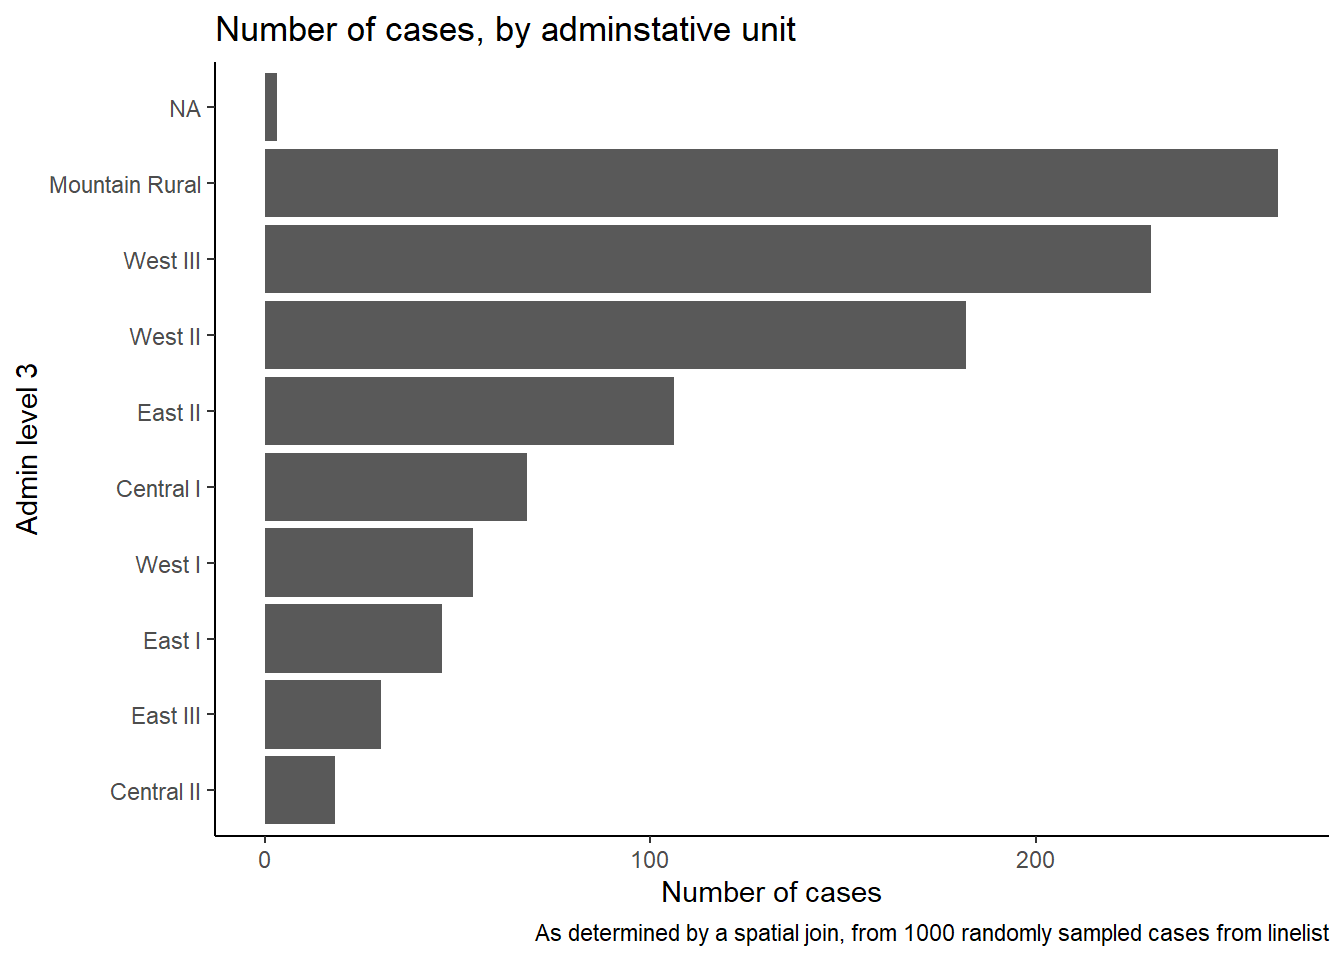 Number of cases, by adminstative unit
NA
Mountain Rural
West III
West II
East II
Central I
West I
East I
East III
Central II
Admin level 3
0 100 200
Number of cases
As determined by a spatial join, from 1000 randomly sampled cases from linelist